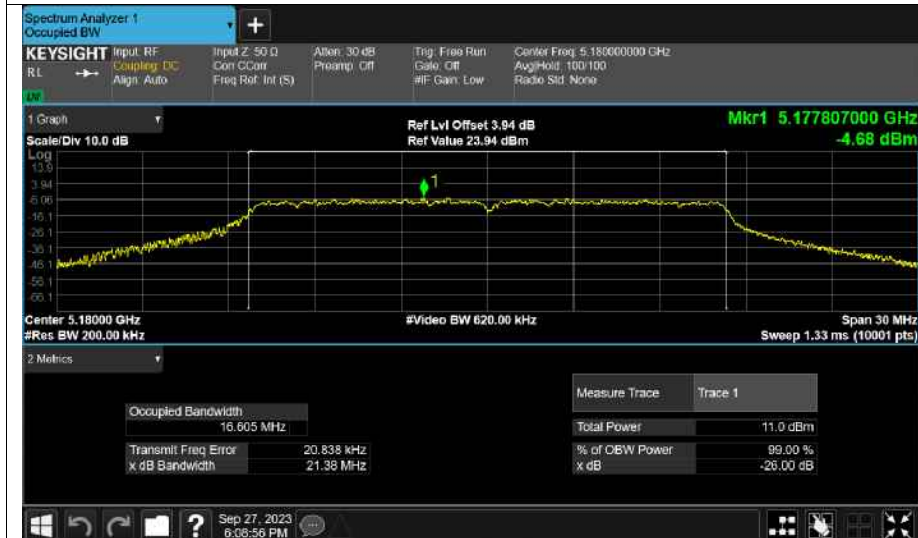 Spectrum Analyzer 1
Occupied BW
+
KEYSIGHT Input: RF Input Z: 50 Ω Atten: 30 dB Trig: Free Run Center Freq: 5.180000000 GHz
RL Coupling: DC Corr CCorr Preamp: Off Gate: Off Avg|Hold: 100/100
Align: Auto Freq Ref: Int (S) #IF Gain: Low Radio Std: None
1 Graph Ref Lvl Offset 3.94 dB Mkr1 5.177807000 GHz
Scale/Div 10.0 dB Ref Value 23.94 dBm -4.68 dBm
Log
13.9
3.94
-6.06
-16.1
-26.1
-36.1
-46.1
-56.1
-66.1
1
Center 5.18000 GHz #Video BW 620.00 kHz Span 30 MHz
#Res BW 200.00 kHz Sweep 1.33 ms (10001 pts)
2 Metrics
Measure Trace Trace 1
Occupied Bandwidth
16.605 MHz Total Power 11.0 dBm
Transmit Freq Error 20.838 kHz % of OBW Power 99.00 %
x dB Bandwidth 21.38 MHz x dB -26.00 dB
? Sep 27, 2023
6:08:56 PM